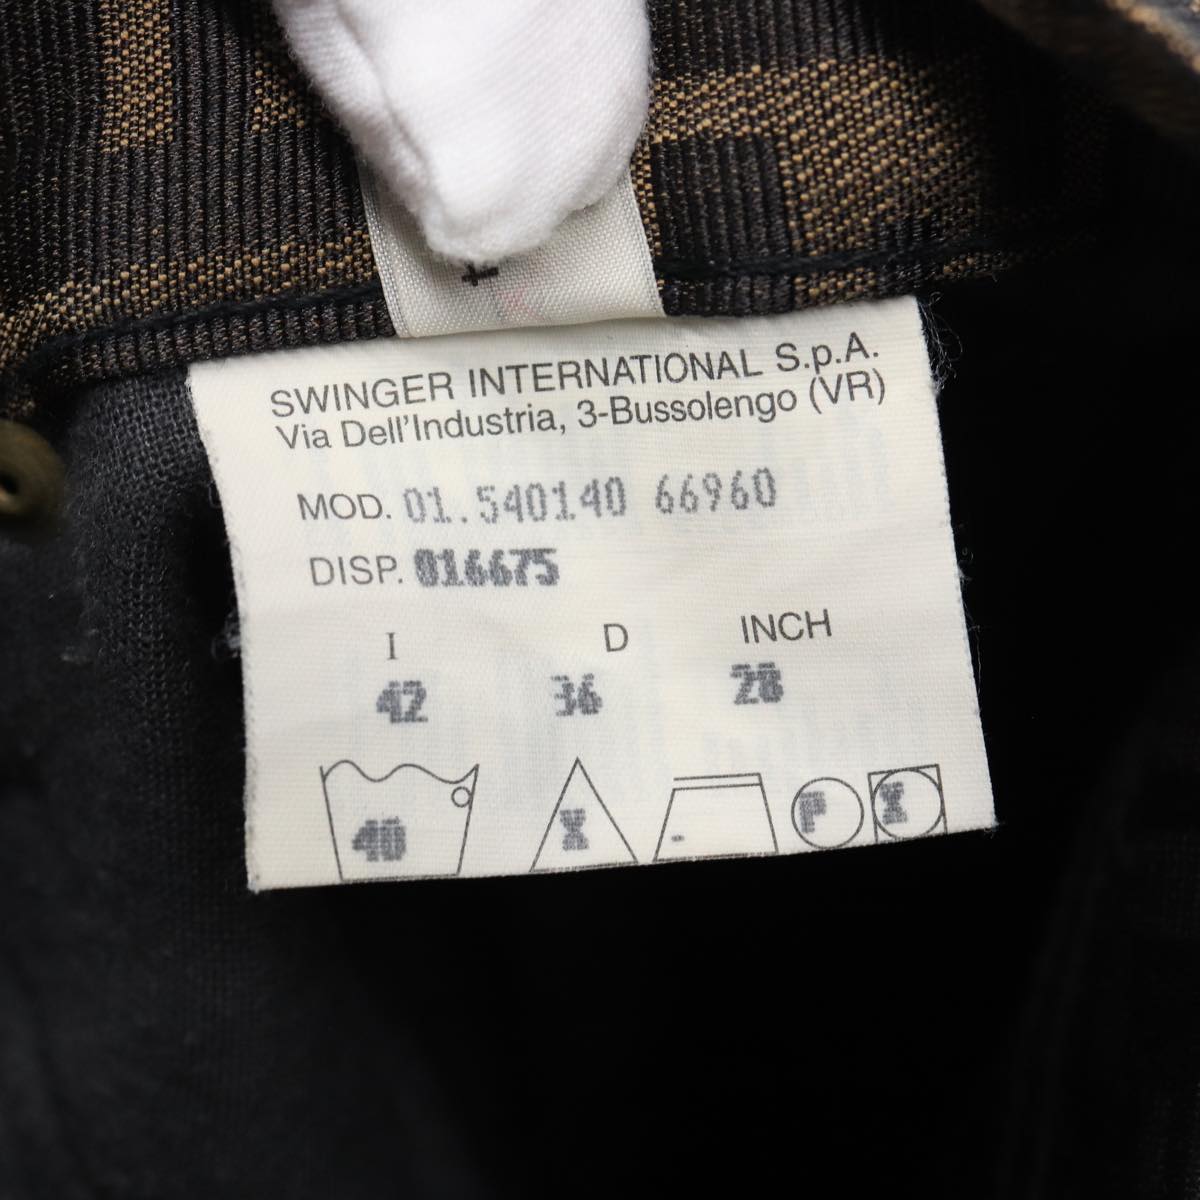 SWINGER INTERNATIONAL S.p.A.
Via Dell'Industria, 3-Bussolengo (VR)
MOD. 01.540140 66960
DISP. 016675
I D INCH
42 36 28
40 X - P X